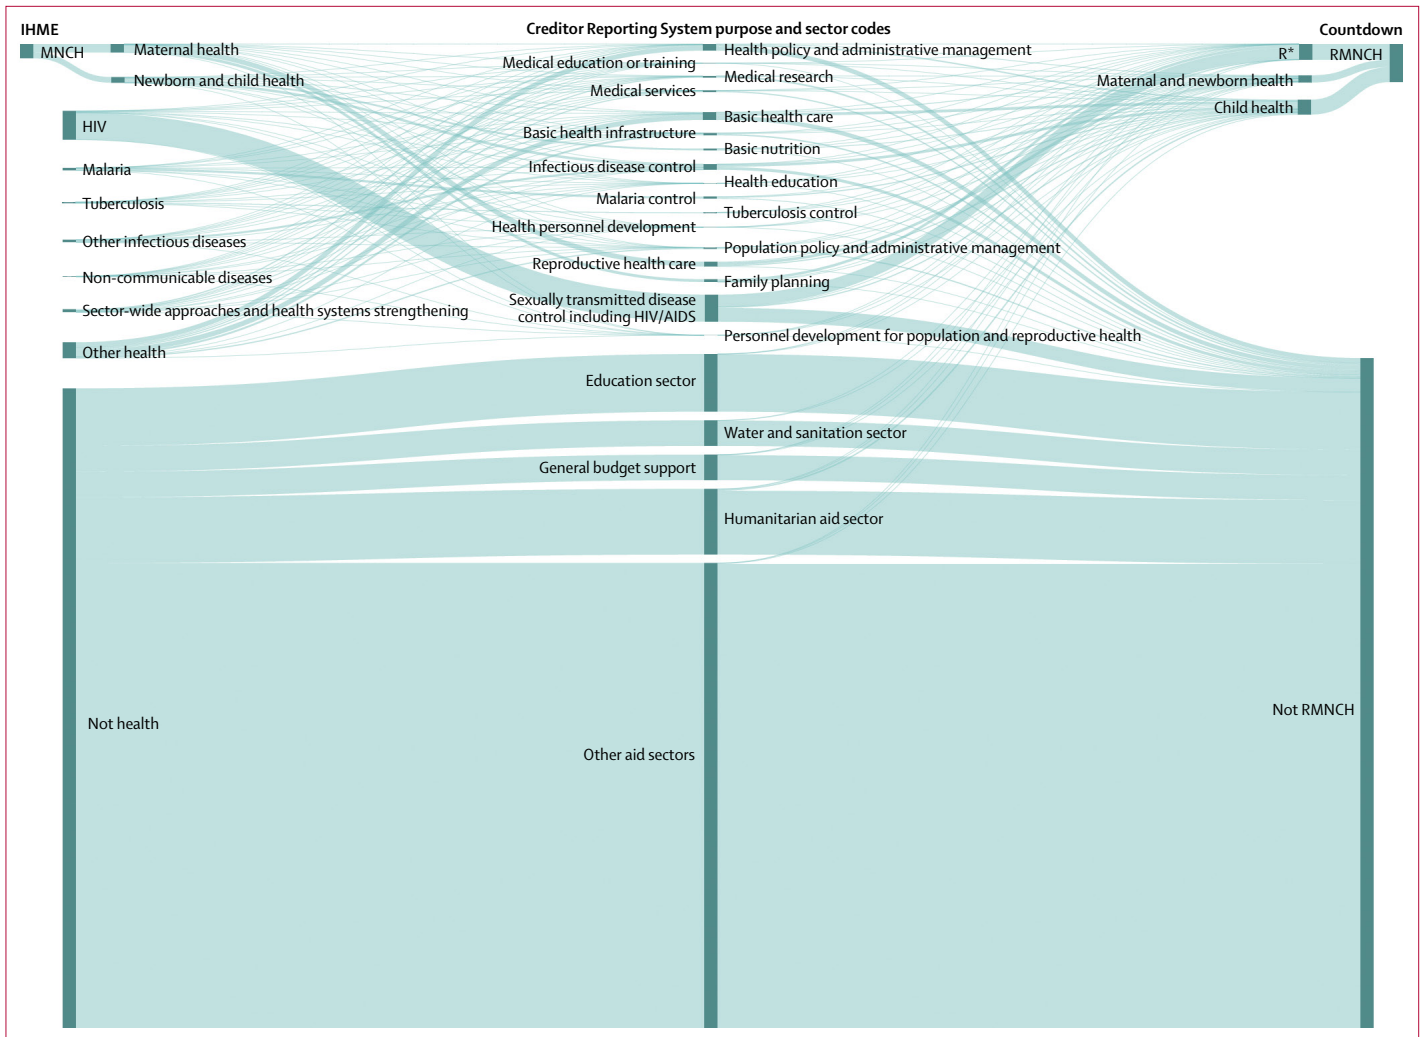 IHME
Creditor Reporting System purpose and sector codes
Countdown
MNCH
Maternal health
Newborn and child health
HIV
Malaria
Tuberculosis
Other infectious diseases
Non-communicable diseases
Sector-wide approaches and health systems strengthening
Other health
Not health
Health policy and administrative management
Medical education or training
Medical research
Medical services
Basic health care
Basic health infrastructure
Basic nutrition
Infectious disease control
Health education
Malaria control
Tuberculosis control
Health personnel development
Population policy and administrative management
Reproductive health care
Family planning
Sexually transmitted disease
control including HIV/AIDS
Personnel development for population and reproductive health
Education sector
Water and sanitation sector
General budget support
Humanitarian aid sector
Other aid sectors
R*
RMNCH
Maternal and newborn health
Child health
Not RMNCH